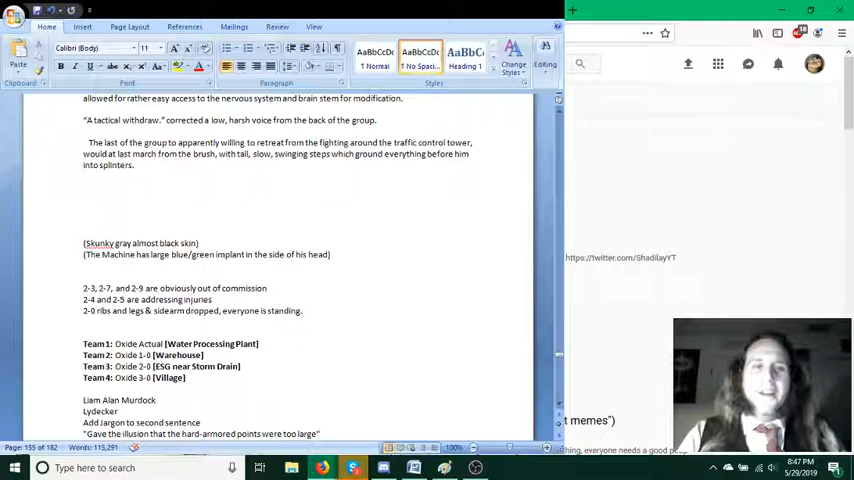 Home
Insert
Page Layout
References
Mailings
Review
View
Calibri (Body)
11
Paste
AaBbCcDc
¶ Normal
AaBbCcDc
¶ No Spaci...
AaBbCc
Heading 1
Change
Styles
Editing
Clipboard
Font
Paragraph
Styles
allowed for rather easy access to the nervous system and brain stem for modification.
“A tactical withdraw.” corrected a low, harsh voice from the back of the group.
The last of the group to apparently willing to retreat from the fighting around the traffic control tower,
would at last march from the brush, with tall, slow, swinging steps which ground everything before him
into splinters.
(Skunky gray almost black skin)
(The Machine has large blue/green implant in the side of his head)
2-3, 2-7, and 2-9 are obviously out of commission
2-4 and 2-5 are addressing injuries
2-0 ribs and legs & sidearm dropped, everyone is standing.
Team 1: Oxide Actual [Water Processing Plant]
Team 2: Oxide 1-0 [Warehouse]
Team 3: Oxide 2-0 [ESG near Storm Drain]
Team 4: Oxide 3-0 [Village]
Liam Alan Murdock
Lydecker
Add Jargon to second sentence
"Gave the illusion that the hard-armored points were too large"
Page: 155 of 182
Words: 115,291
100%
https://twitter.com/ShadilayYT
t memes")
thing, everyone needs a good
Type here to search
8:47 PM
5/29/2019